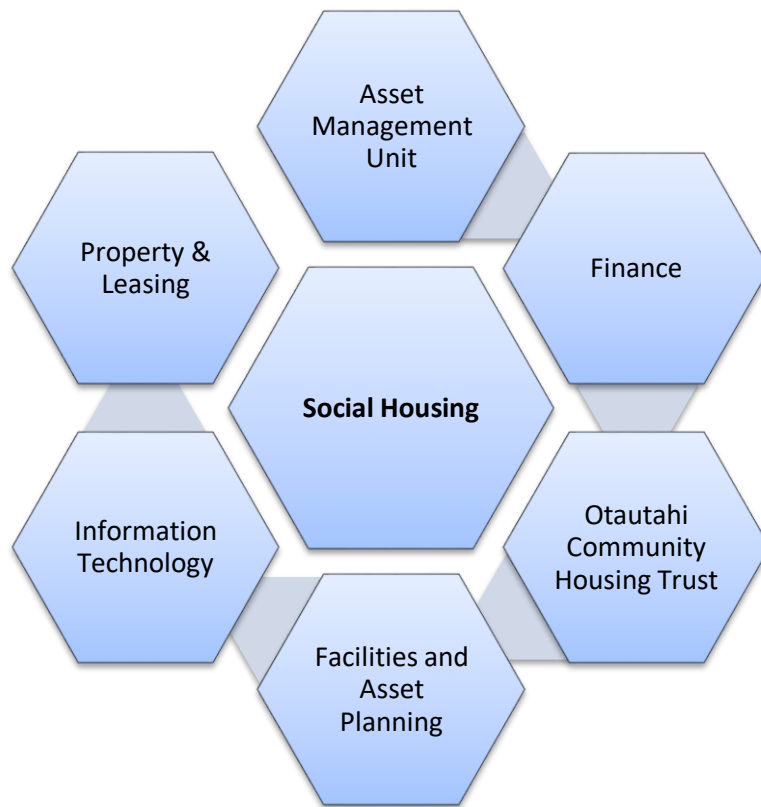 Asset
Management
Unit
Property &
Leasing
Finance
Social Housing
Information
Technology
Otautahi
Community
Housing Trust
Facilities and
Asset
Planning